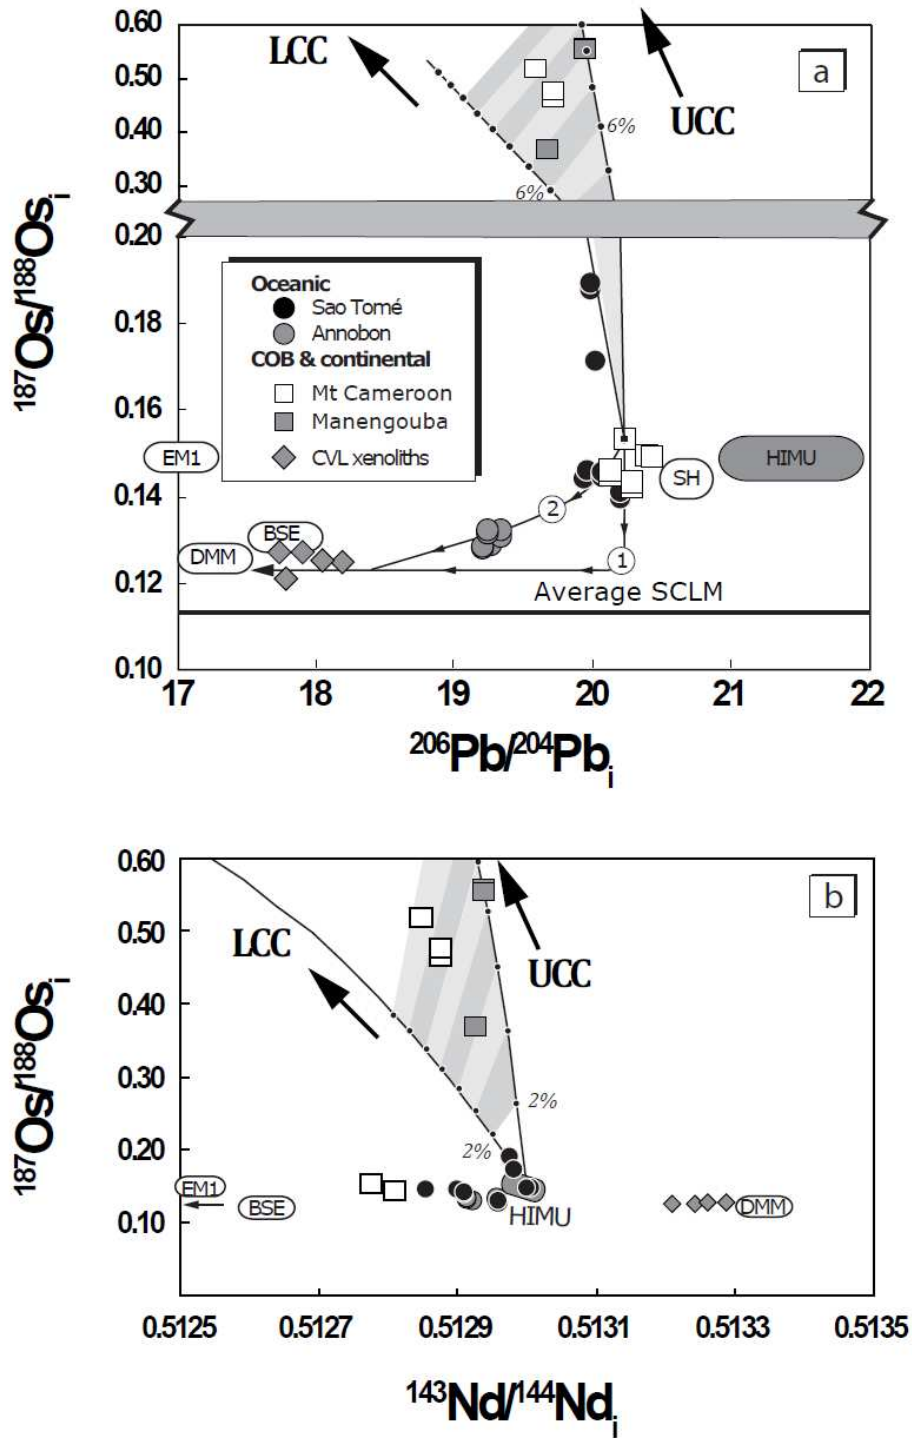 0.60
0.50
0.40
0.30
0.20
0.18
0.16
0.14
0.12
0.10
187Os/188Osi
LCC
UCC
a
6%
6%
Oceanic
Sao Tomé
Annobon
COB & continental
Mt Cameroon
Manengouba
CVL xenoliths
EM1
SH
HIMU
2
BSE
DMM
1
Average SCLM
17
18
19
20
21
22
206Pb/204Pbi
0.60
0.50
0.40
0.30
0.20
0.10
187Os/188Osi
b
LCC
UCC
2%
2%
EM1
BSE
HIMU
DMM
0.5125
0.5127
0.5129
0.5131
0.5133
0.5135
143Nd/144Ndi